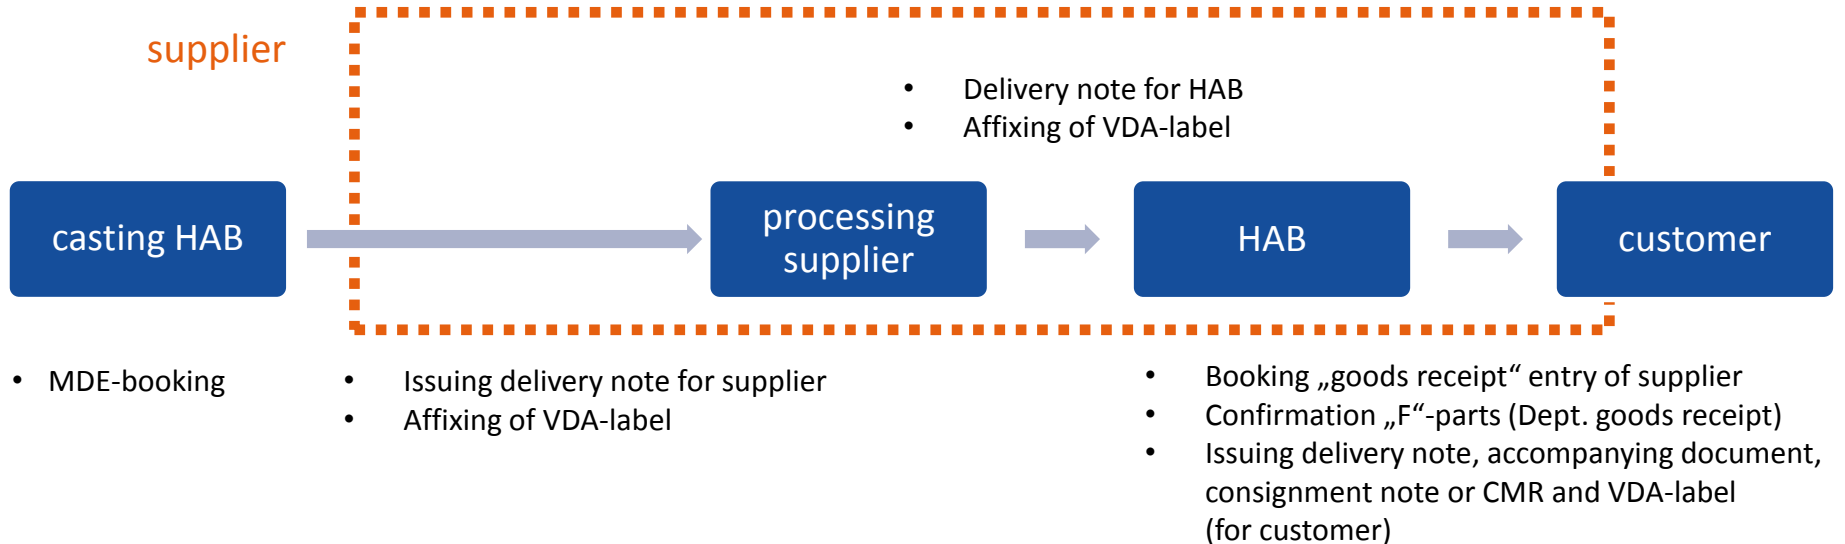 supplier
• Delivery note for HAB
• Affixing of VDA-label
casting HAB
processing
supplier
HAB
customer
• MDE-booking
• Issuing delivery note for supplier
• Affixing of VDA-label
• Booking „goods receipt“ entry of supplier
• Confirmation „F“-parts (Dept. goods receipt)
• Issuing delivery note, accompanying document,
consignment note or CMR and VDA-label
(for customer)